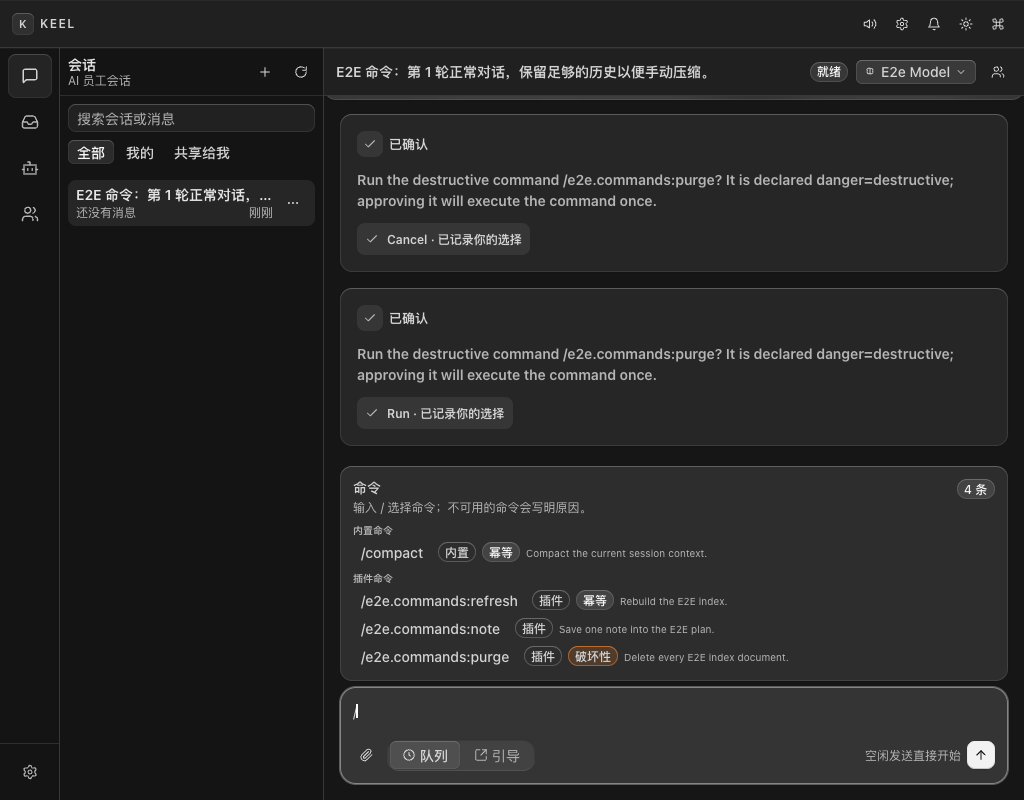 K KEEL
会话
AI 员工会话
搜索会话或消息
全部 我的 共享给我
E2E 命令：第 1 轮正常对话，...
还没有消息 刚刚
E2E 命令：第 1 轮正常对话，保留足够的历史以便手动压缩。
就绪 E2e Model
已确认
Run the destructive command /e2e.commands:purge? It is declared danger=destructive;
approving it will execute the command once.
Cancel · 已记录你的选择
已确认
Run the destructive command /e2e.commands:purge? It is declared danger=destructive;
approving it will execute the command once.
Run · 已记录你的选择
命令 4 条
输入 / 选择命令；不可用的命令会写明原因。
内置命令
/compact 内置 幂等 Compact the current session context.
插件命令
/e2e.commands:refresh 插件 幂等 Rebuild the E2E index.
/e2e.commands:note 插件 Save one note into the E2E plan.
/e2e.commands:purge 插件 破坏性 Delete every E2E index document.
/
队列 引导 空闲发送直接开始